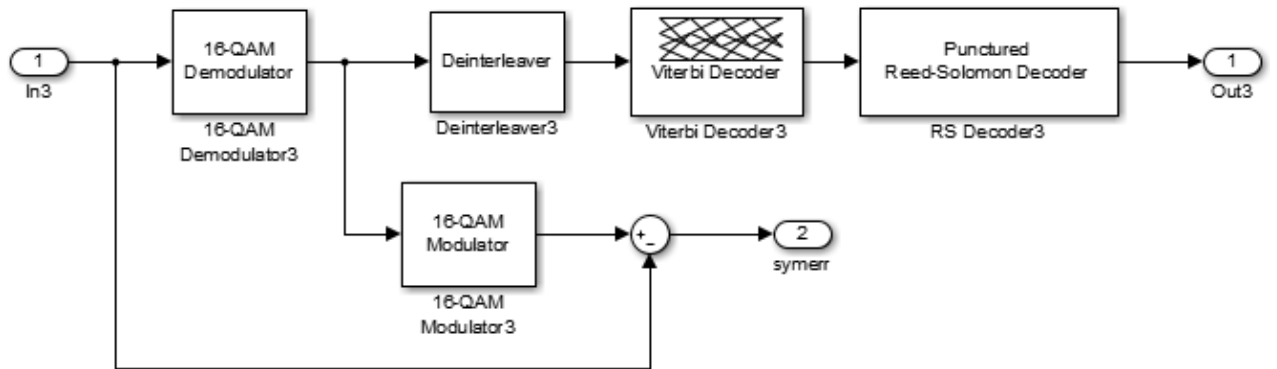 1
In3
16-QAM
Demodulator
16-QAM
Demodulator3
Deinterleaver
Deinterleaver3
Viterbi Decoder
Viterbi Decoder3
Punctured
Reed-Solomon Decoder
RS Decoder3
1
Out3
16-QAM
Modulator
16-QAM
Modulator3
+
−
2
symerr